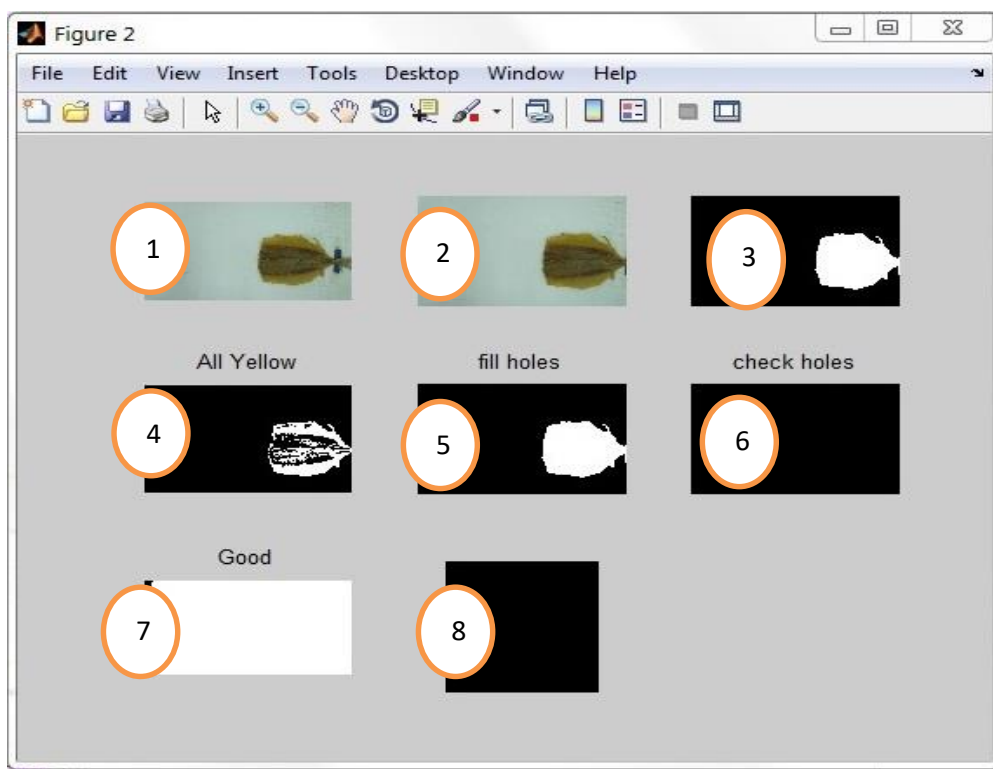 Figure 2
File Edit View Insert Tools Desktop Window Help
1 2 3
All Yellow fill holes check holes
4 5 6
Good
7 8